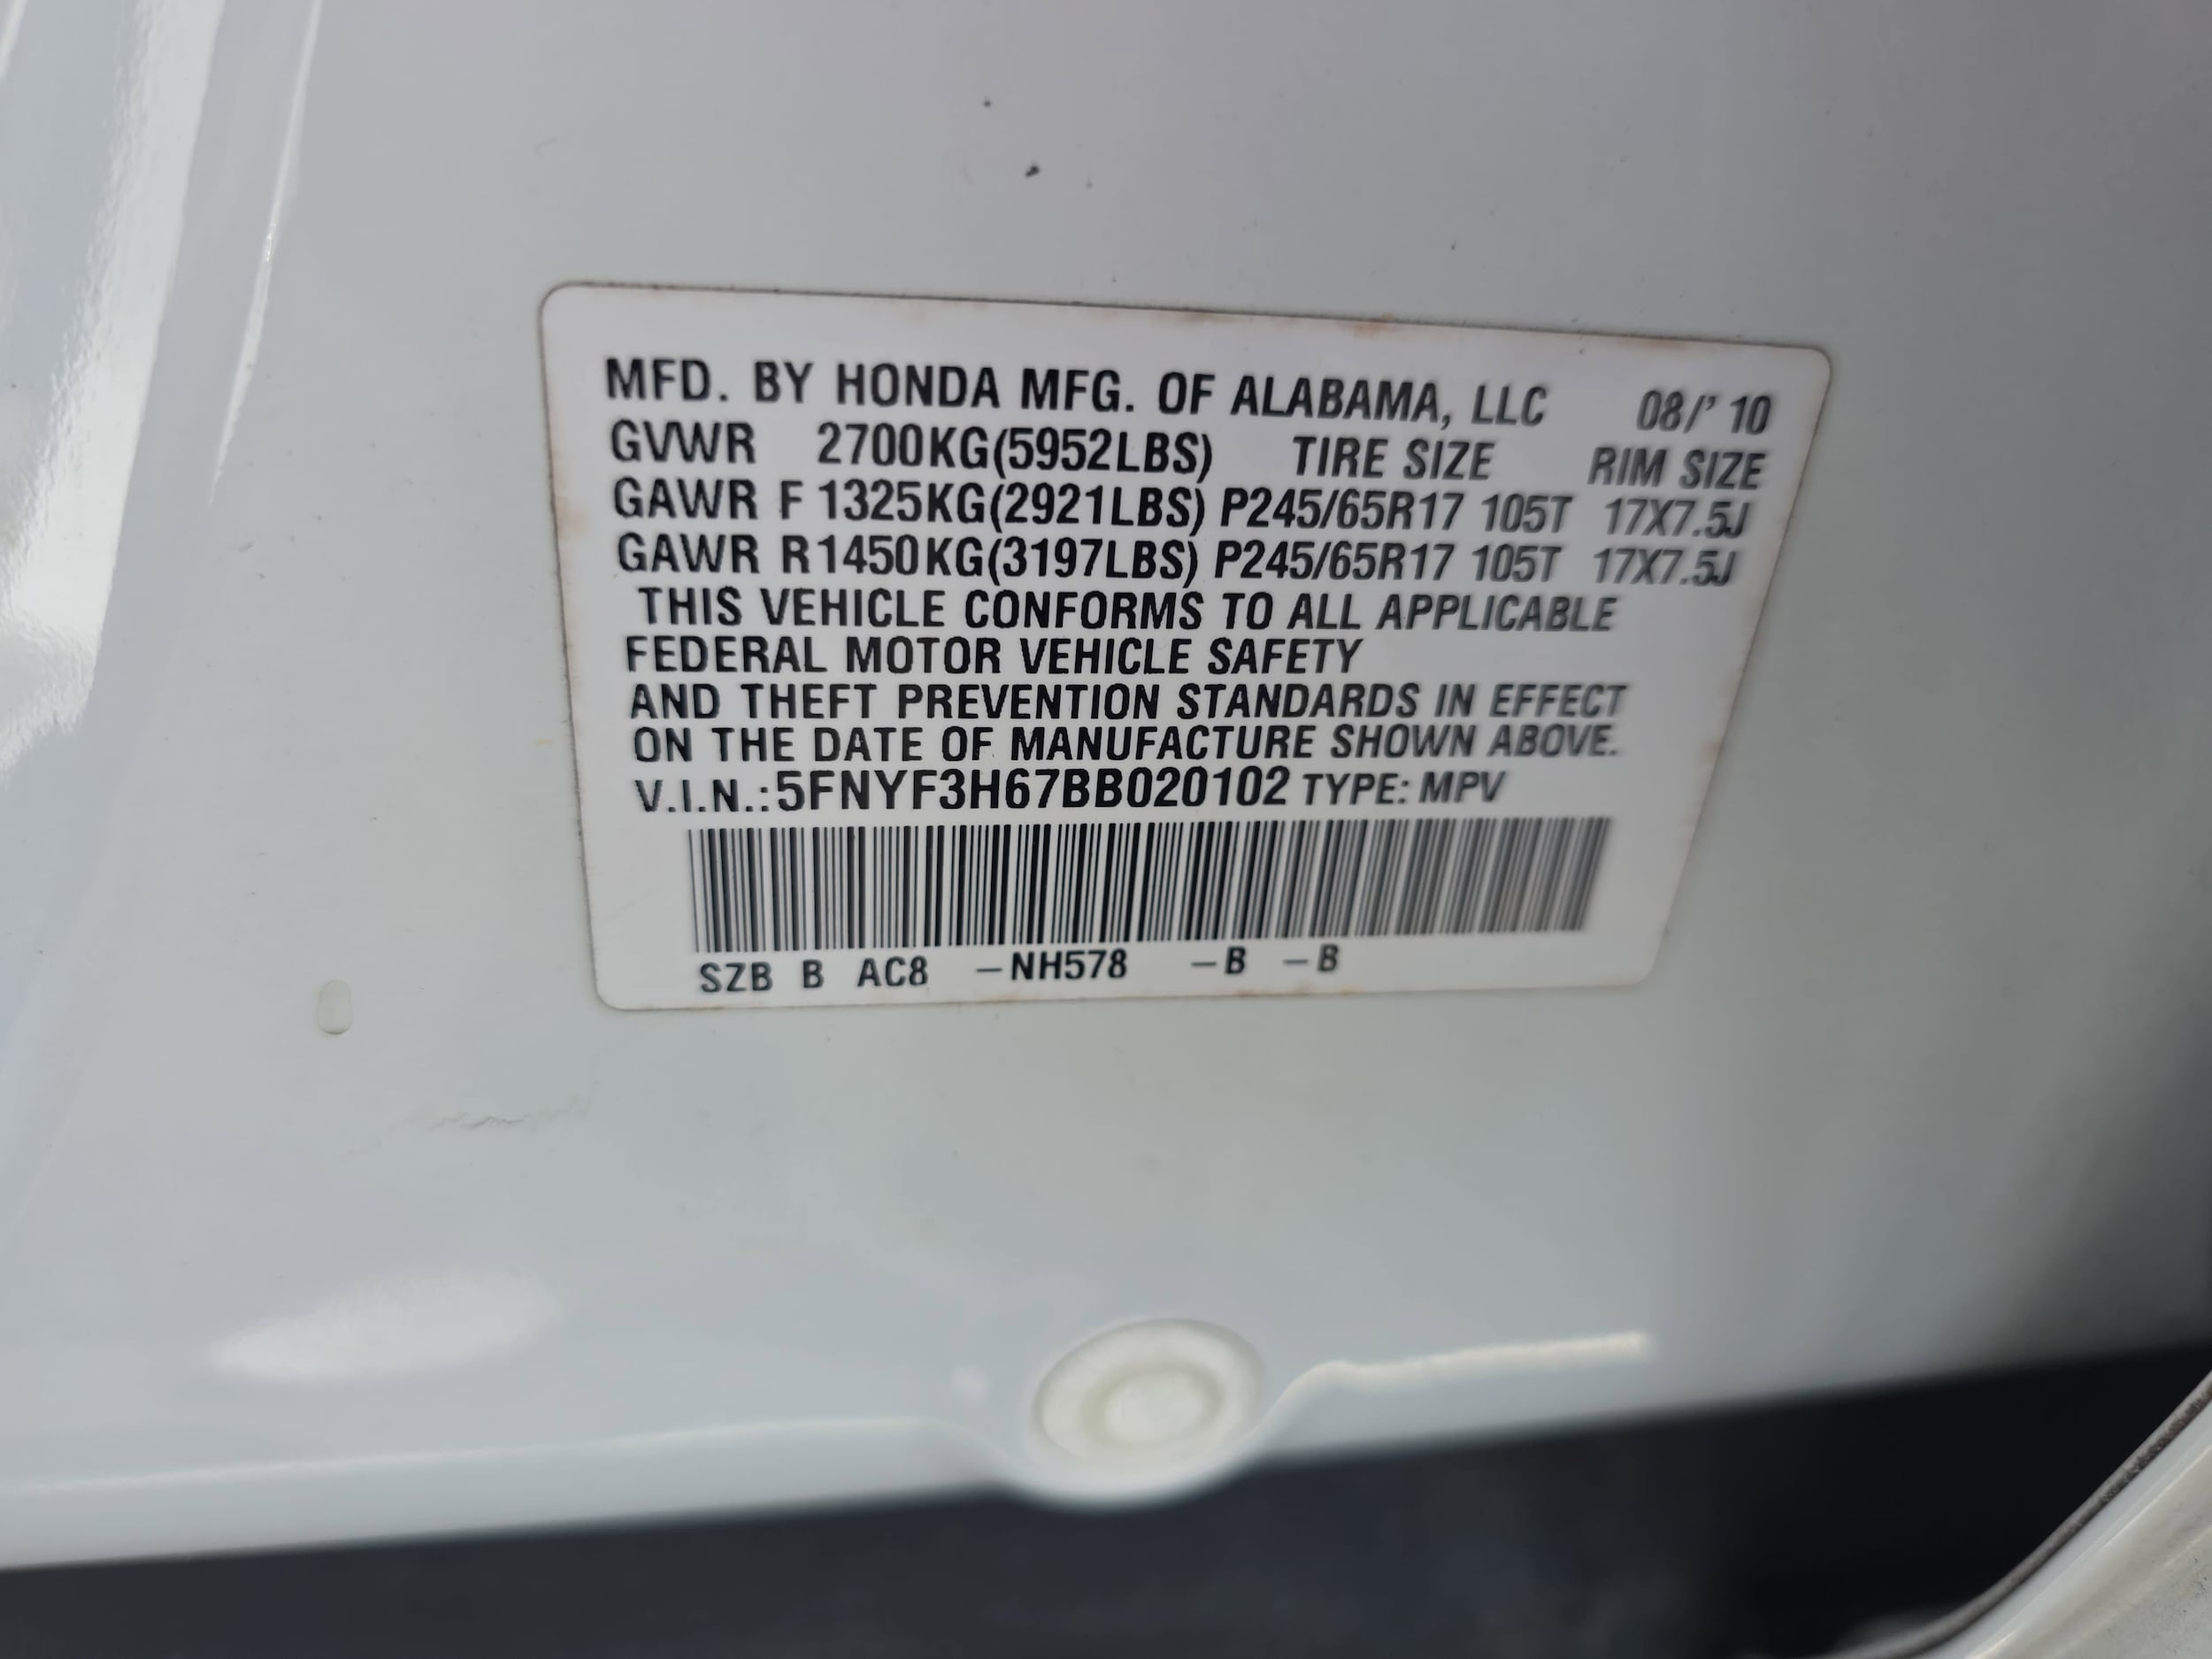 MFD. BY HONDA MFG. OF ALABAMA, LLC 08/' 10
GVWR 2700KG(5952LBS) TIRE SIZE RIM SIZE
GAWR F 1325KG(2921LBS) P245/65R17 105T 17X7.5J
GAWR R1450KG(3197LBS) P245/65R17 105T 17X7.5J
THIS VEHICLE CONFORMS TO ALL APPLICABLE
FEDERAL MOTOR VEHICLE SAFETY
AND THEFT PREVENTION STANDARDS IN EFFECT
ON THE DATE OF MANUFACTURE SHOWN ABOVE.
V.I.N.:5FNYF3H67BB020102 TYPE: MPV
SZB B AC8 –NH578 –B –B